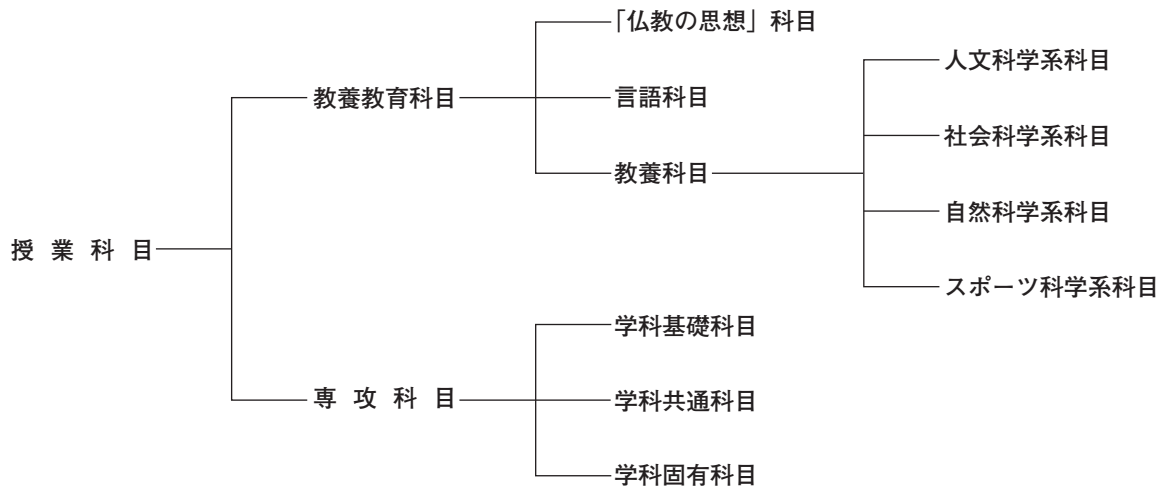 授業科目
教養教育科目
「仏教の思想」科目
言語科目
教養科目
人文科学系科目
社会科学系科目
自然科学系科目
スポーツ科学系科目
専攻科目
学科基礎科目
学科共通科目
学科固有科目